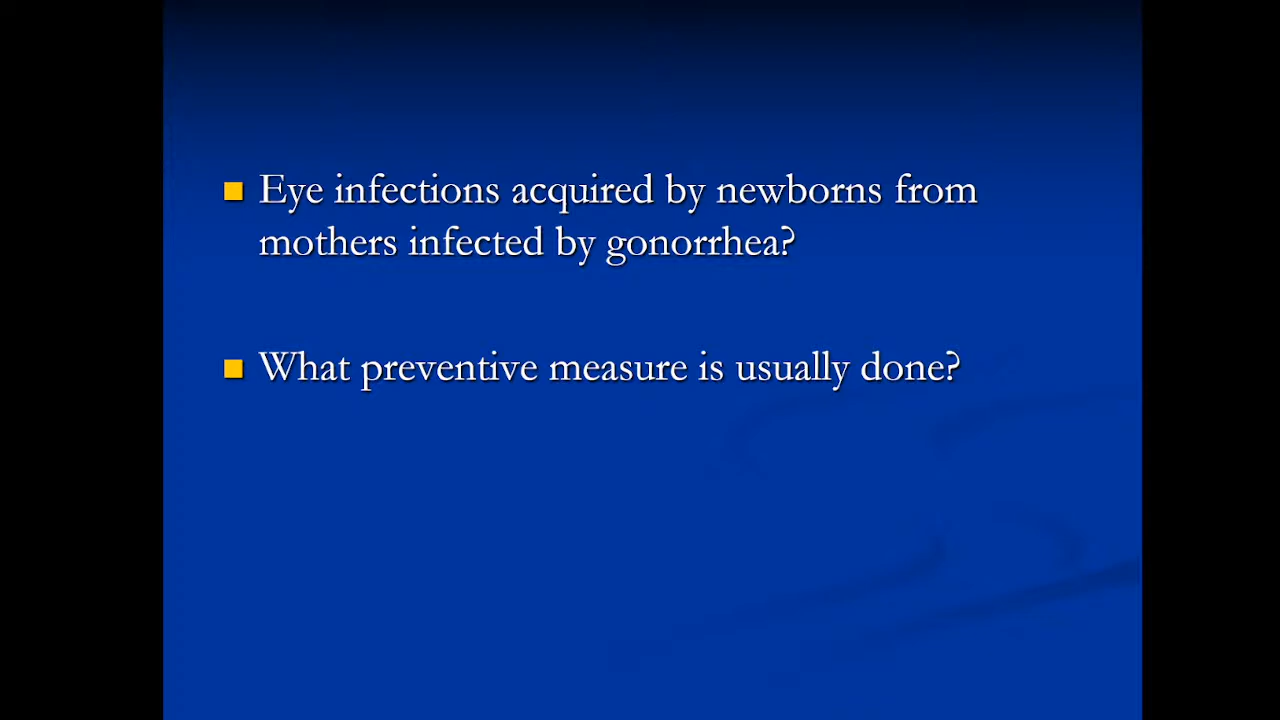 Eye infections acquired by newborns from
mothers infected by gonorrhea?
What preventive measure is usually done?